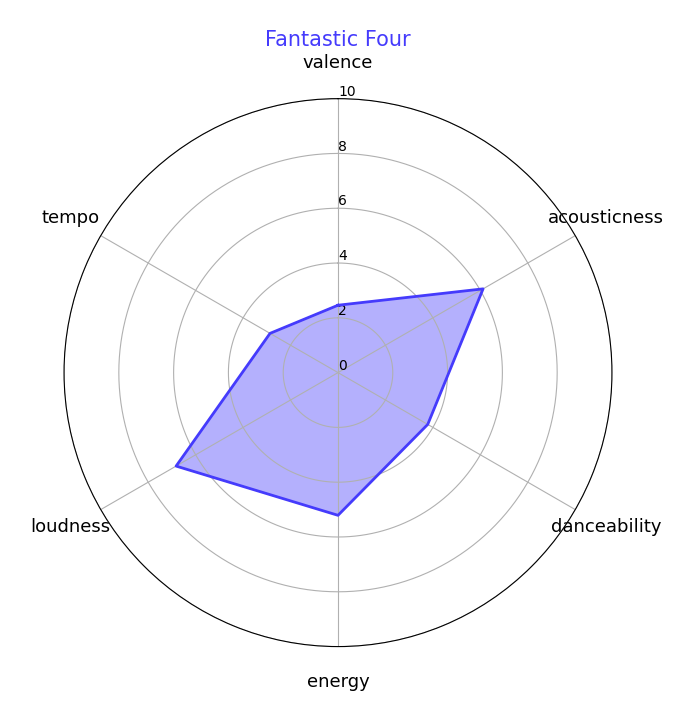 Fantastic Four
valence
10
8
6
4
2
0
tempo
acousticness
loudness
danceability
energy